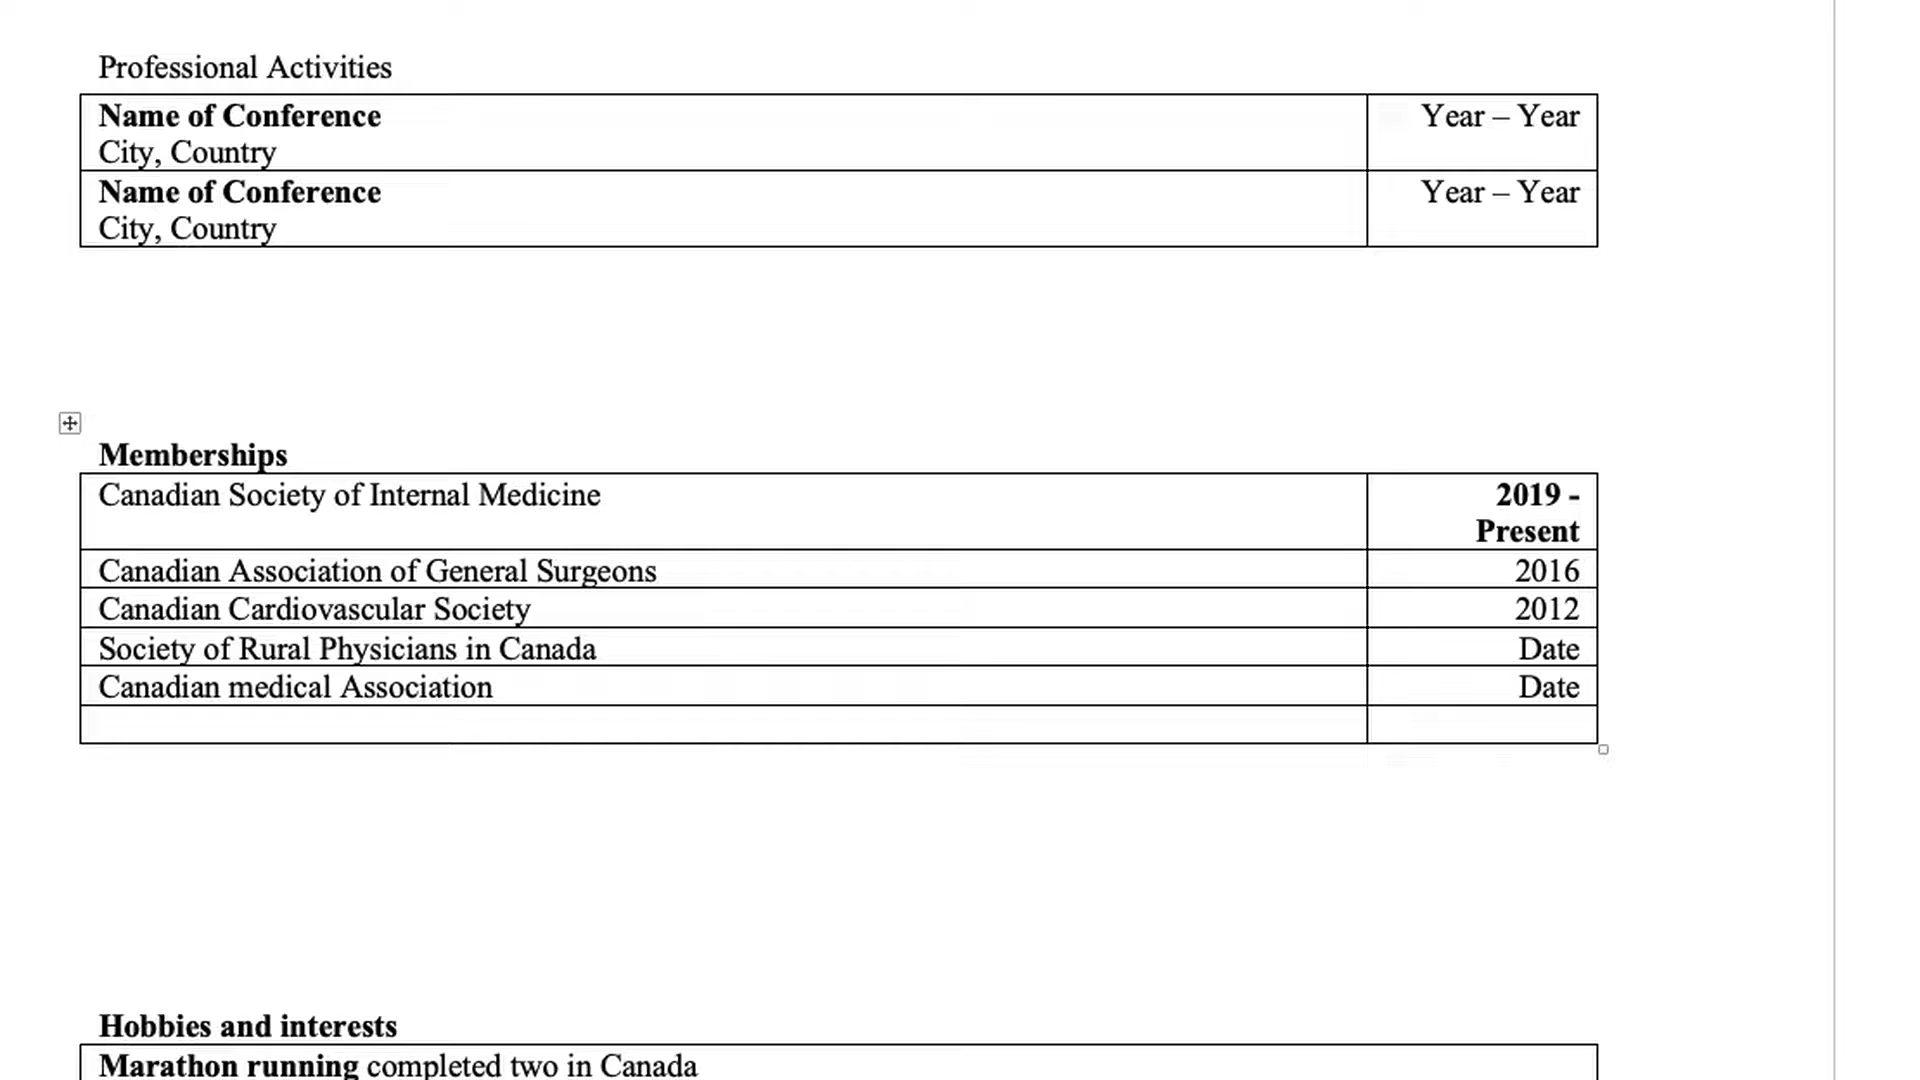 Professional Activities
Name of Conference Year – Year
City, Country
Name of Conference Year – Year
City, Country
Memberships
Canadian Society of Internal Medicine 2019 -
Present
Canadian Association of General Surgeons 2016
Canadian Cardiovascular Society 2012
Society of Rural Physicians in Canada Date
Canadian medical Association Date
Hobbies and interests
Marathon running completed two in Canada